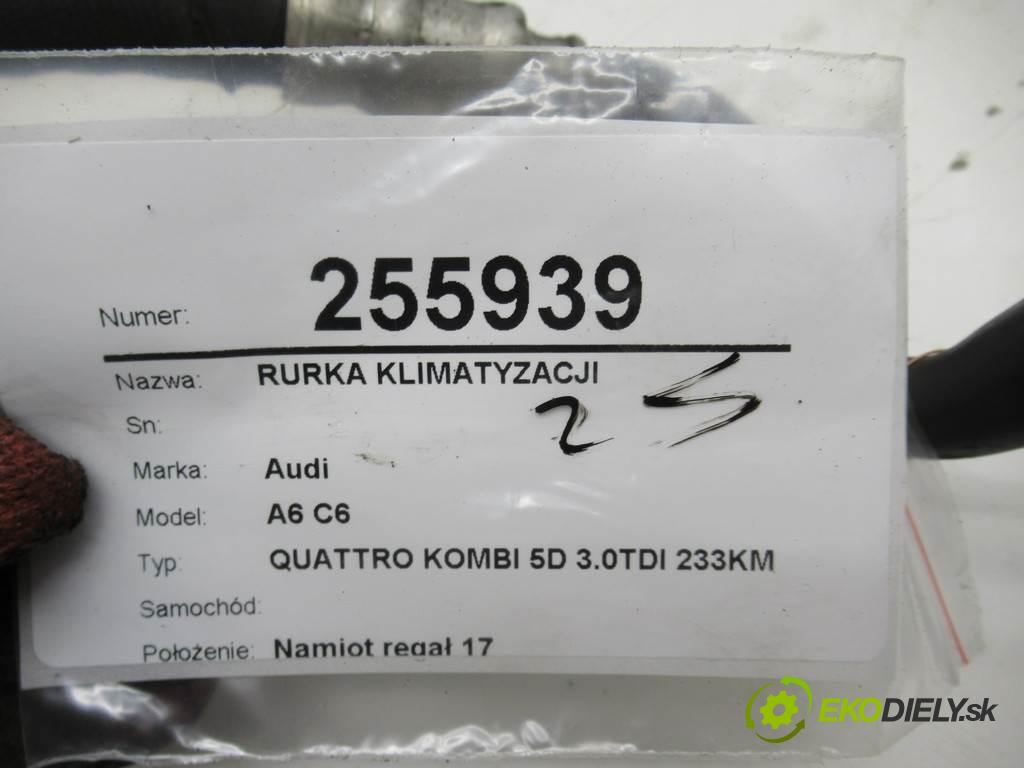 Numer: 255939
Nazwa: RURKA KLIMATYZACJI
25
Sn:
Marka: Audi
Model: A6 C6
Typ: QUATTRO KOMBI 5D 3.0TDI 233KM
Samochód:
Położenie: Namiot regał 17
EKODIELY.sk